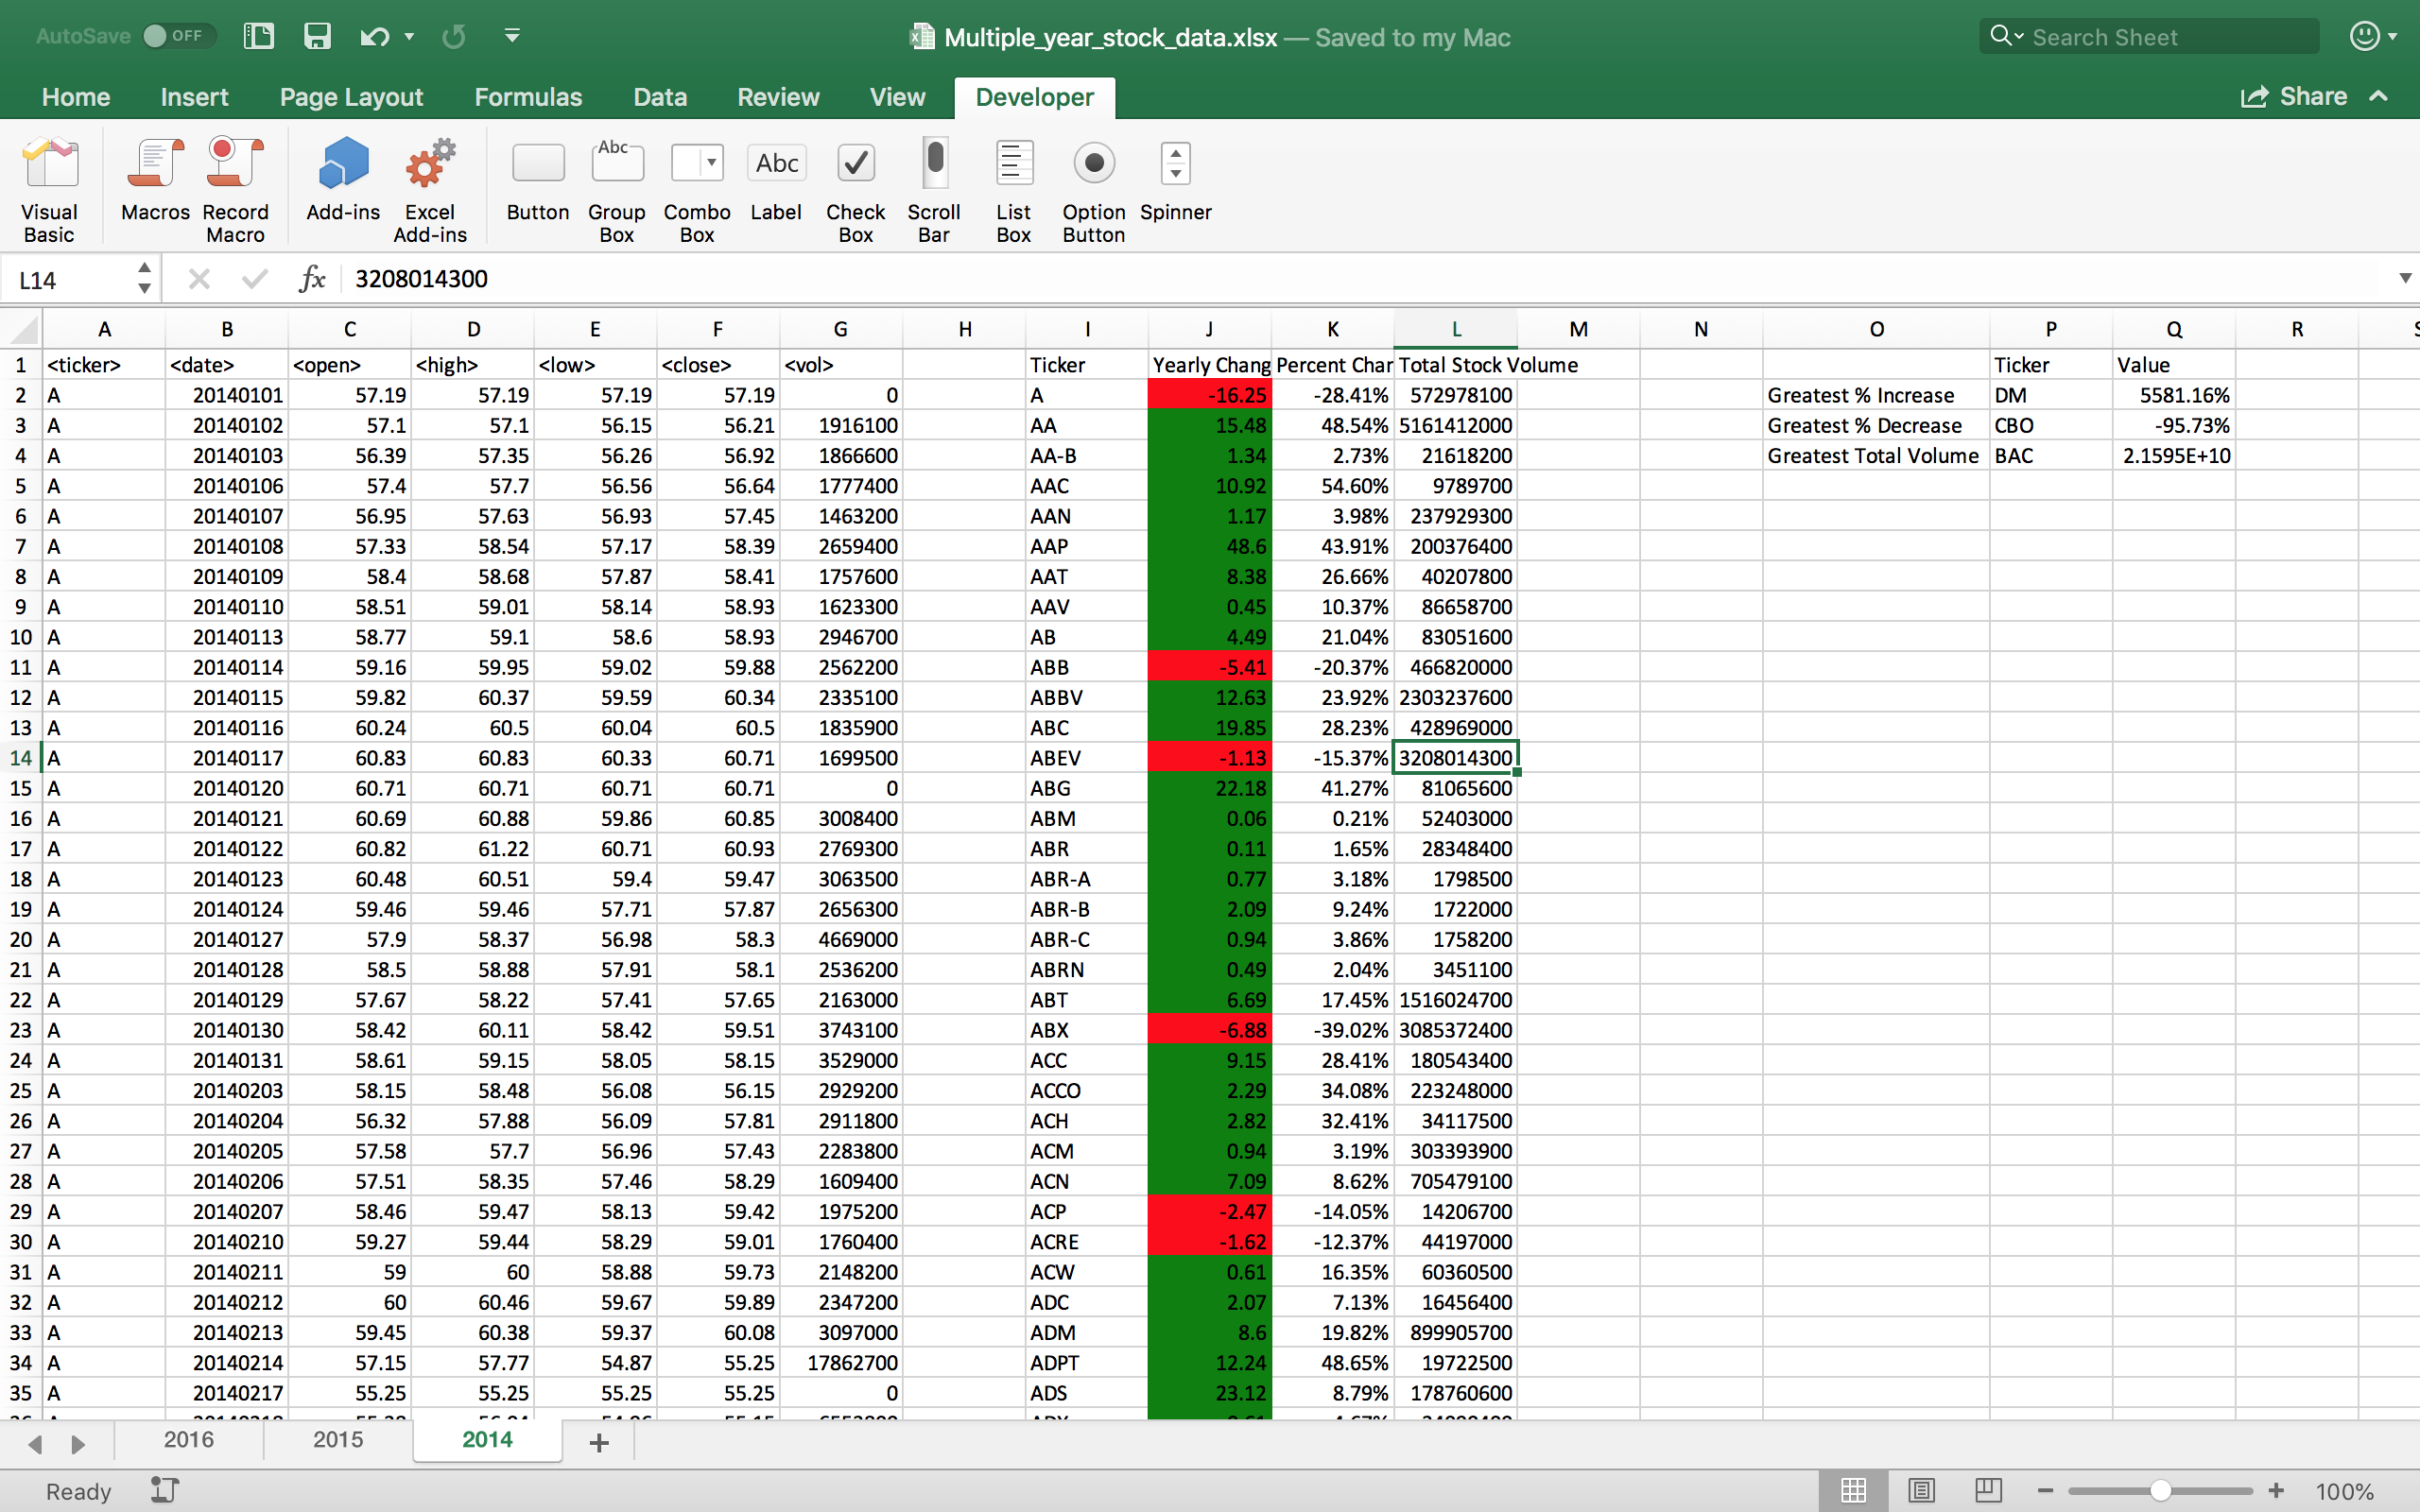 AutoSave OFF Multiple_year_stock_data.xlsx — Saved to my Mac Search Sheet
Home Insert Page Layout Formulas Data Review View Developer Share
Visual Basic Macros Record Macro Add-ins Excel Add-ins Abc Button Group Box Combo Box Abc Label Check Box Scroll Bar List Box Option Button Spinner
L14 fx 3208014300
A B C D E F G H I J K L M N O P Q R S
1 <ticker> <date> <open> <high> <low> <close> <vol> Ticker Yearly Chang Percent Char Total Stock Volume Ticker Value
2 A 20140101 57.19 57.19 57.19 57.19 0 A -16.25 -28.41% 572978100 Greatest % Increase DM 5581.16%
3 A 20140102 57.1 57.1 56.15 56.21 1916100 AA 15.48 48.54% 5161412000 Greatest % Decrease CBO -95.73%
4 A 20140103 56.39 57.35 56.26 56.92 1866600 AA-B 1.34 2.73% 21618200 Greatest Total Volume BAC 2.1595E+10
5 A 20140106 57.4 57.7 56.56 56.64 1777400 AAC 10.92 54.60% 9789700
6 A 20140107 56.95 57.63 56.93 57.45 1463200 AAN 1.17 3.98% 237929300
7 A 20140108 57.33 58.54 57.17 58.39 2659400 AAP 48.6 43.91% 200376400
8 A 20140109 58.4 58.68 57.87 58.41 1757600 AAT 8.38 26.66% 40207800
9 A 20140110 58.51 59.01 58.14 58.93 1623300 AAV 0.45 10.37% 86658700
10 A 20140113 58.77 59.1 58.6 58.93 2946700 AB 4.49 21.04% 83051600
11 A 20140114 59.16 59.95 59.02 59.88 2562200 ABB -5.41 -20.37% 466820000
12 A 20140115 59.82 60.37 59.59 60.34 2335100 ABBV 12.63 23.92% 2303237600
13 A 20140116 60.24 60.5 60.04 60.5 1835900 ABC 19.85 28.23% 428969000
14 A 20140117 60.83 60.83 60.33 60.71 1699500 ABEV -1.13 -15.37% 3208014300
15 A 20140120 60.71 60.71 60.71 60.71 0 ABG 22.18 41.27% 81065600
16 A 20140121 60.69 60.88 59.86 60.85 3008400 ABM 0.06 0.21% 52403000
17 A 20140122 60.82 61.22 60.71 60.93 2769300 ABR 0.11 1.65% 28348400
18 A 20140123 60.48 60.51 59.4 59.47 3063500 ABR-A 0.77 3.18% 1798500
19 A 20140124 59.46 59.46 57.71 57.87 2656300 ABR-B 2.09 9.24% 1722000
20 A 20140127 57.9 58.37 56.98 58.3 4669000 ABR-C 0.94 3.86% 1758200
21 A 20140128 58.5 58.88 57.91 58.1 2536200 ABRN 0.49 2.04% 3451100
22 A 20140129 57.67 58.22 57.41 57.65 2163000 ABT 6.69 17.45% 1516024700
23 A 20140130 58.42 60.11 58.42 59.51 3743100 ABX -6.88 -39.02% 3085372400
24 A 20140131 58.61 59.15 58.05 58.15 3529000 ACC 9.15 28.41% 180543400
25 A 20140203 58.15 58.48 56.08 56.15 2929200 ACCO 2.29 34.08% 223248000
26 A 20140204 56.32 57.88 56.09 57.81 2911800 ACH 2.82 32.41% 34117500
27 A 20140205 57.58 57.7 56.96 57.43 2283800 ACM 0.94 3.19% 303393900
28 A 20140206 57.51 58.35 57.46 58.29 1609400 ACN 7.09 8.62% 705479100
29 A 20140207 58.46 59.47 58.13 59.42 1975200 ACP -2.47 -14.05% 14206700
30 A 20140210 59.27 59.44 58.29 59.01 1760400 ACRE -1.62 -12.37% 44197000
31 A 20140211 59 60 58.88 59.73 2148200 ACW 0.61 16.35% 60360500
32 A 20140212 60 60.46 59.67 59.89 2347200 ADC 2.07 7.13% 16456400
33 A 20140213 59.45 60.38 59.37 60.08 3097000 ADM 8.6 19.82% 899905700
34 A 20140214 57.15 57.77 54.87 55.25 17862700 ADPT 12.24 48.65% 19722500
35 A 20140217 55.25 55.25 55.25 55.25 0 ADS 23.12 8.79% 178760600
2016 2015 2014
Ready 100%